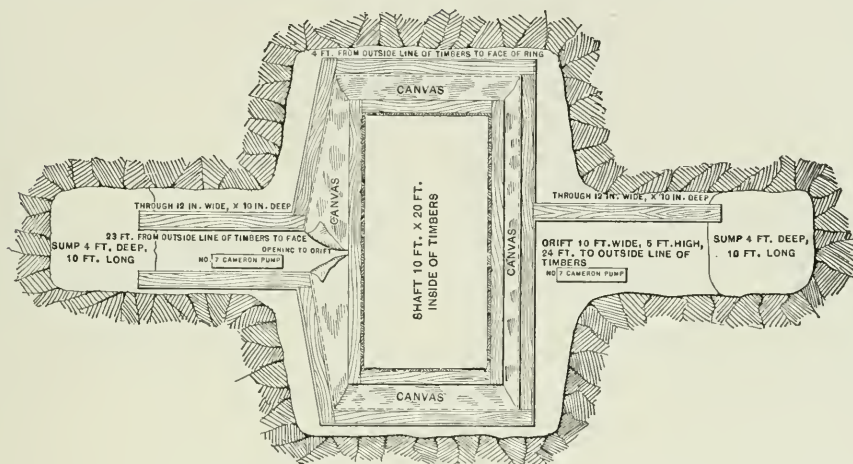 4 FT. FROM OUTSIDE LINE OF TIMBERS TO FACE OF RING
CANVAS
THROUGH 12 IN. WIDE, X 10 IN. DEEP
23 FT. FROM OUTSIDE LINE OF TIMBERS TO FACE
SUMP 4 FT. DEEP,
10 FT. LONG
OPENING TO DRIFT
NO. 7 CAMERON PUMP
CANVAS
SHAFT 10 FT. X 20 FT.
INSIDE OF TIMBERS
CANVAS
THROUGH 12 IN. WIDE, X 10 IN. DEEP
DRIFT 10 FT. WIDE, 5 FT. HIGH,
24 FT. TO OUTSIDE LINE OF
TIMBERS
NO 7 CAMERON PUMP
SUMP 4 FT. DEEP,
10 FT. LONG
CANVAS